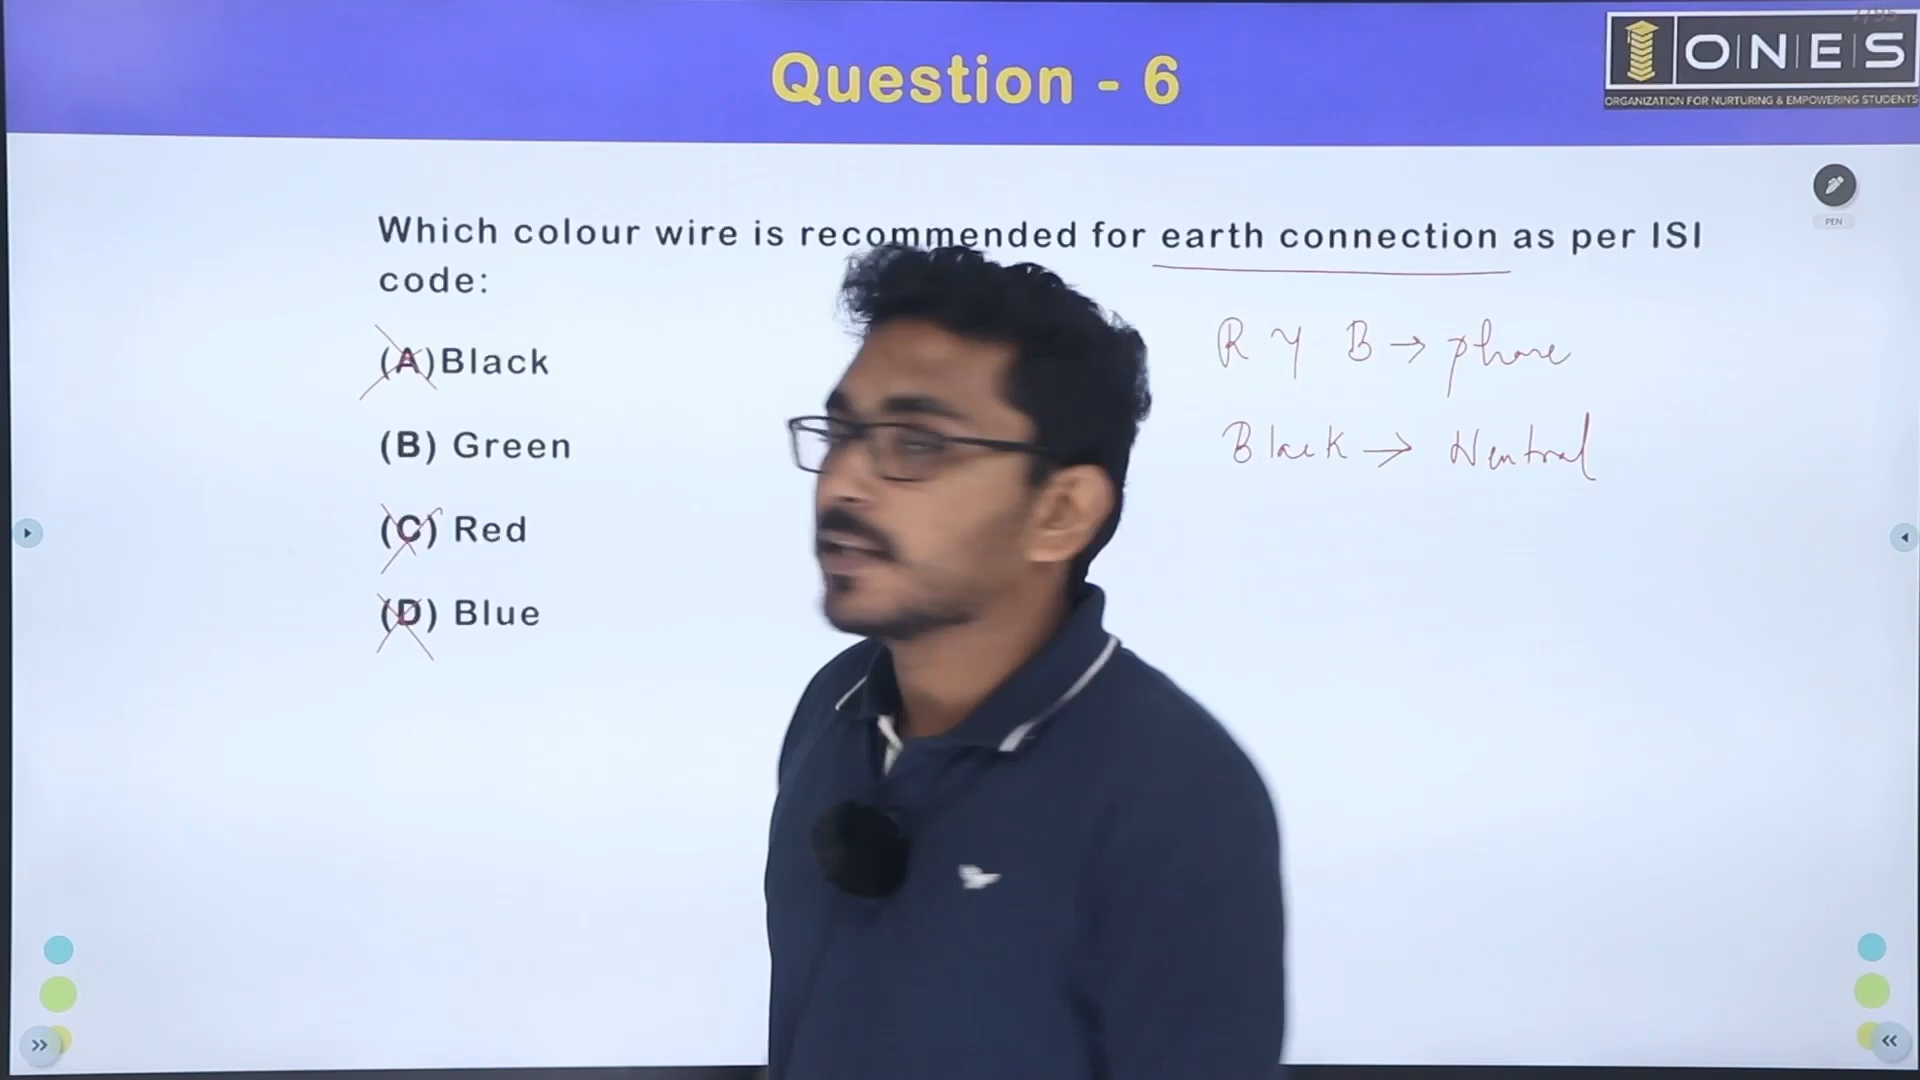 Question - 6
O|N|E|S
ORGANIZATION FOR NURTURING & EMPOWERING STUDENTS
PEN
Which colour wire is recommended for earth connection as per ISI
code:
(A) Black
(B) Green
(C) Red
(D) Blue
R Y B → phase
Black → Neutral